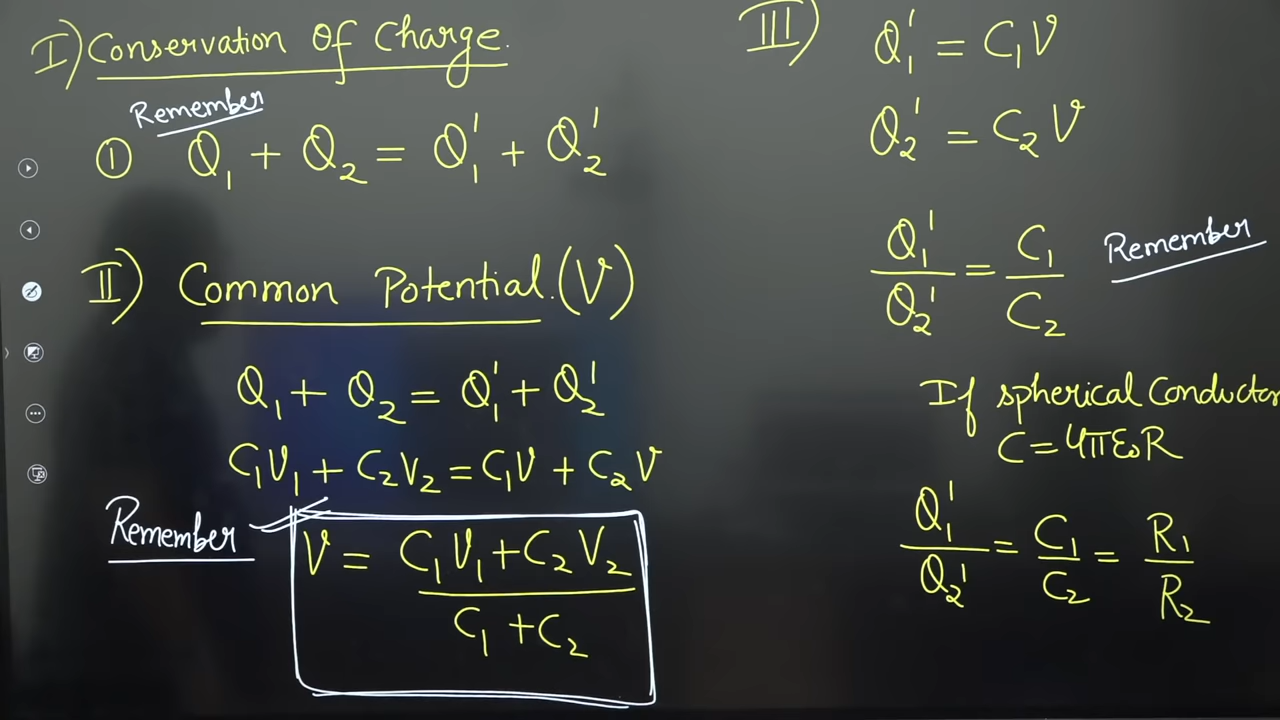 I) Conservation Of Charge.
Remember
① Q₁ + Q₂ = Q₁' + Q₂'
II) Common Potential. (V)
Q₁ + Q₂ = Q₁' + Q₂'
C₁V₁ + C₂V₂ = C₁V + C₂V
Remember
V = (C₁V₁ + C₂V₂) / (C₁ + C₂)
III) Q₁' = C₁V
Q₂' = C₂V
Q₁'/Q₂' = C₁/C₂ Remember
If spherical Conductor
C = 4πε₀R
Q₁'/Q₂' = C₁/C₂ = R₁/R₂